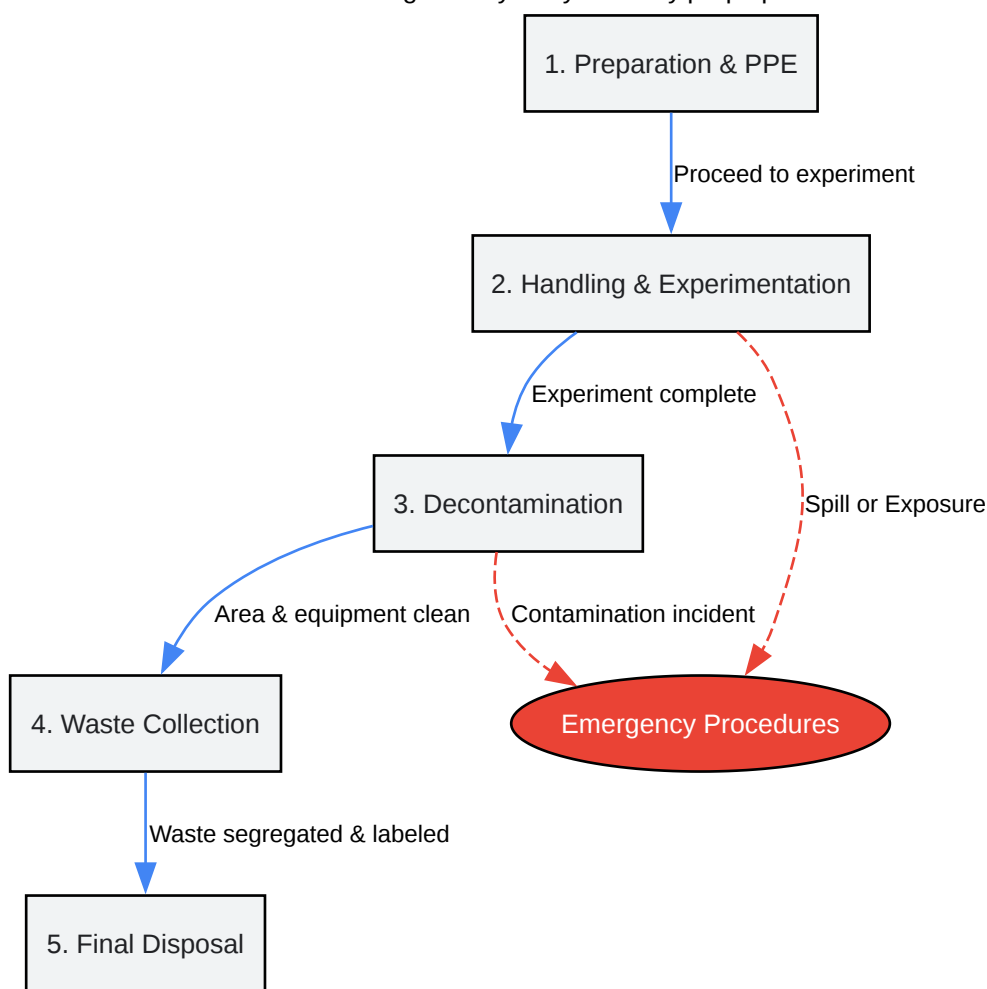 1. Preparation & PPE
Proceed to experiment
2. Handling & Experimentation
Experiment complete
3. Decontamination
Spill or Exposure
Area & equipment clean
Contamination incident
4. Waste Collection
Emergency Procedures
Waste segregated & labeled
5. Final Disposal